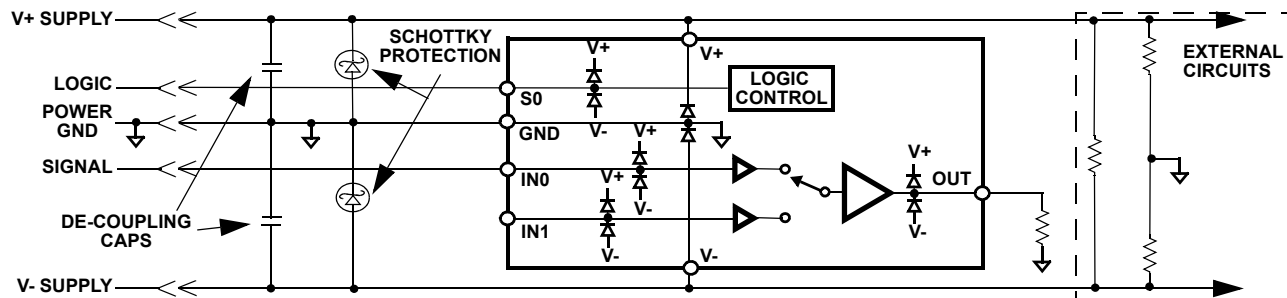 V+ SUPPLY
LOGIC
POWER
GND
SIGNAL
DE-COUPLING
CAPS
V- SUPPLY
SCHOTTKY
PROTECTION
V+
S0
V-
GND
V+
IN0
V-
V+
IN1
V-
V+
LOGIC
CONTROL
V+
OUT
V-
V-
EXTERNAL
CIRCUITS